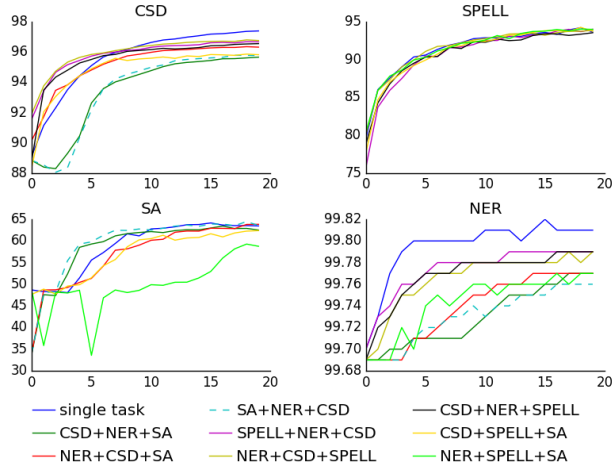 CSD
98
96
94
92
90
88
0 5 10 15 20
SPELL
95
90
85
80
75
0 5 10 15 20
SA
65
60
55
50
45
40
35
30
0 5 10 15 20
NER
99.82
99.80
99.78
99.76
99.74
99.72
99.70
99.68
0 5 10 15 20
single task SA+NER+CSD CSD+NER+SPELL
CSD+NER+SA SPELL+NER+CSD CSD+SPELL+SA
NER+CSD+SA NER+CSD+SPELL NER+SPELL+SA